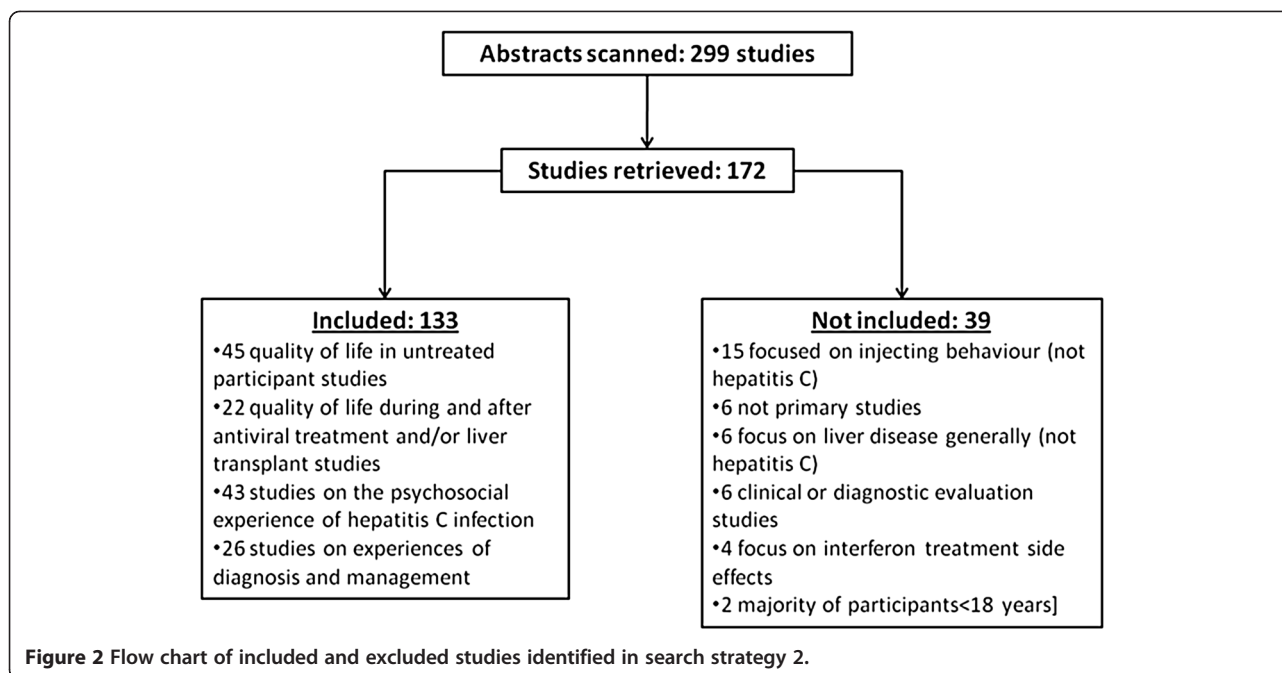 Abstracts scanned: 299 studies
Studies retrieved: 172
Included: 133
•45 quality of life in untreated
participant studies
•22 quality of life during and after
antiviral treatment and/or liver
transplant studies
•43 studies on the psychosocial
experience of hepatitis C infection
•26 studies on experiences of
diagnosis and management
Not included: 39
•15 focused on injecting behaviour (not
hepatitis C)
•6 not primary studies
•6 focus on liver disease generally (not
hepatitis C)
•6 clinical or diagnostic evaluation
studies
•4 focus on interferon treatment side
effects
•2 majority of participants<18 years]
Figure 2 Flow chart of included and excluded studies identified in search strategy 2.